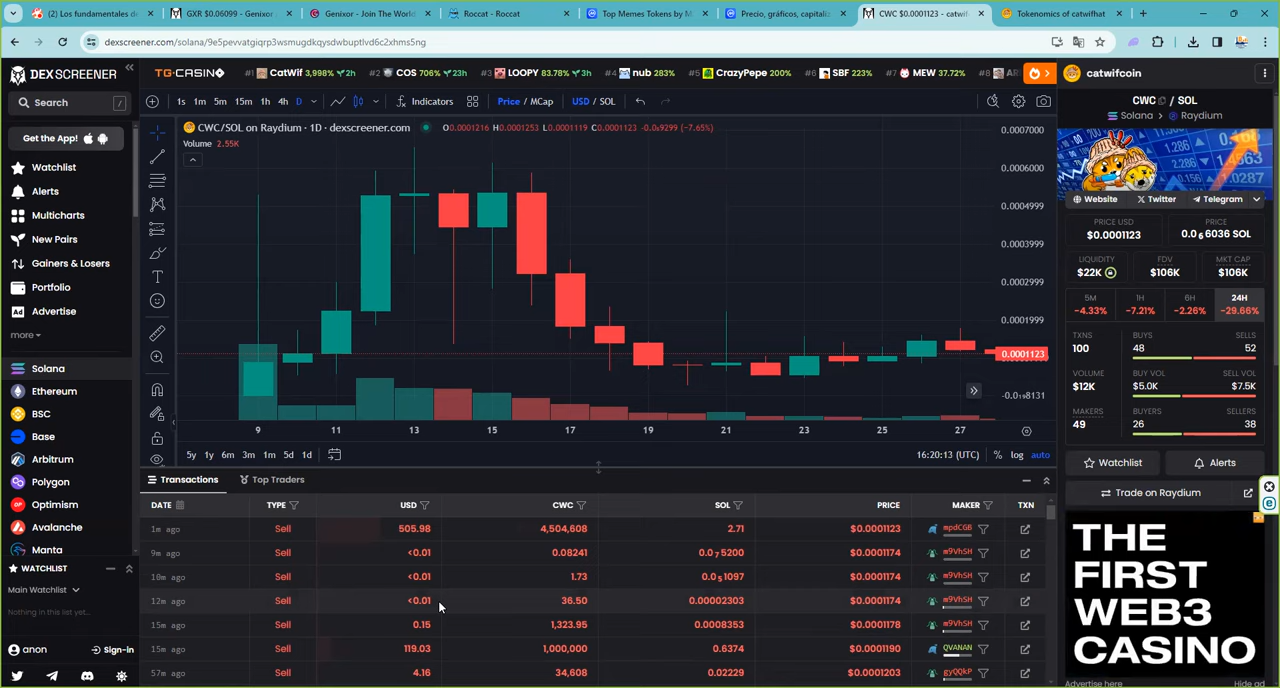 (2) Los fundamentales de
GXR $0.06099 - Genixor
Genixor - Join The World
Roccat - Roccat
Top Memes Tokens by M
Precio, gráficos, capitaliz
CWC $0.0001123 - catwif
Tokenomics of catwifhat
dexscreener.com/solana/9e5pevvatgiqrp3wsmugdkqysdwbuptlvd6c2xhms5ng
DEX SCREENER
TG.CASINO
#1 CatWif 3,998% 2h
#2 COS 706% 23h
#3 LOOPY 83.78% 3h
#4 nub 283%
#5 CrazyPepe 200%
#6 SBF 223%
#7 MEW 37.72%
#8
catwifcoin
Search
/
1s 1m 5m 15m 1h 4h D
Indicators
Price / MCap
USD / SOL
CWC / SOL
Solana > Raydium
Get the App!
CWC/SOL on Raydium · 1D · dexscreener.com
O0.0001216 H0.0001253 L0.0001119 C0.0001123 -0.0₅9299 (-7.65%)
Volume 2.55K
Watchlist
Alerts
Multicharts
New Pairs
Gainers & Losers
Portfolio
Advertise
more
Solana
Ethereum
BSC
Base
Arbitrum
Polygon
Optimism
Avalanche
Manta
WATCHLIST
Main Watchlist
Nothing in this list yet...
anon
Sign-in
0.0007000
0.0006000
0.0004999
0.0003999
0.0002999
0.0001999
0.0001123
-0.0₁₉8131
9 11 13 15 17 19 21 23 25 27
5y 1y 6m 3m 1m 5d 1d
16:20:13 (UTC) % log auto
Transactions
Top Traders
DATE TYPE USD CWC SOL PRICE MAKER TXN
1m ago Sell 505.98 4,504,608 2.71 $0.0001123 mpdCGB
9m ago Sell <0.01 0.08241 0.0₇5200 $0.0001174 m9VhSH
10m ago Sell <0.01 1.73 0.0₅1097 $0.0001174 m9VhSH
12m ago Sell <0.01 36.50 0.00002303 $0.0001174 m9VhSH
15m ago Sell 0.15 1,323.95 0.0008353 $0.0001178 m9VhSH
15m ago Sell 119.03 1,000,000 0.6374 $0.0001190 QVANAN
57m ago Sell 4.16 34,608 0.02229 $0.0001203 gyQQkP
Website
Twitter
Telegram
PRICE USD
$0.0001123
PRICE
0.0₆6036 SOL
LIQUIDITY
$22K
FDV
$106K
MKT CAP
$106K
5M
-4.33%
1H
-7.21%
6H
-2.26%
24H
-29.66%
TXNS
100
BUYS
48
SELLS
52
VOLUME
$12K
BUY VOL
$5.0K
SELL VOL
$7.5K
MAKERS
49
BUYERS
26
SELLERS
38
Watchlist
Alerts
Trade on Raydium
THE
FIRST
WEB3
CASINO
Advertise here
Hide ad